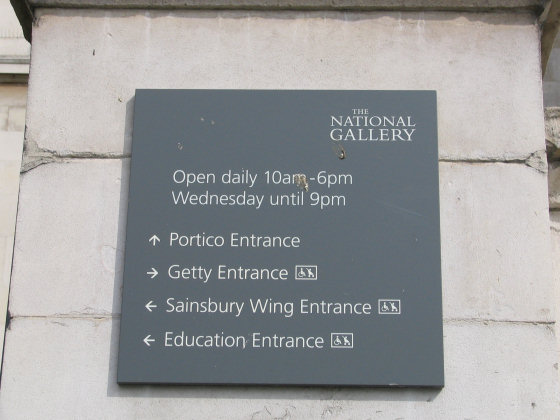 THE
NATIONAL
GALLERY
Open daily 10am-6pm
Wednesday until 9pm
↑ Portico Entrance
→ Getty Entrance
← Sainsbury Wing Entrance
← Education Entrance